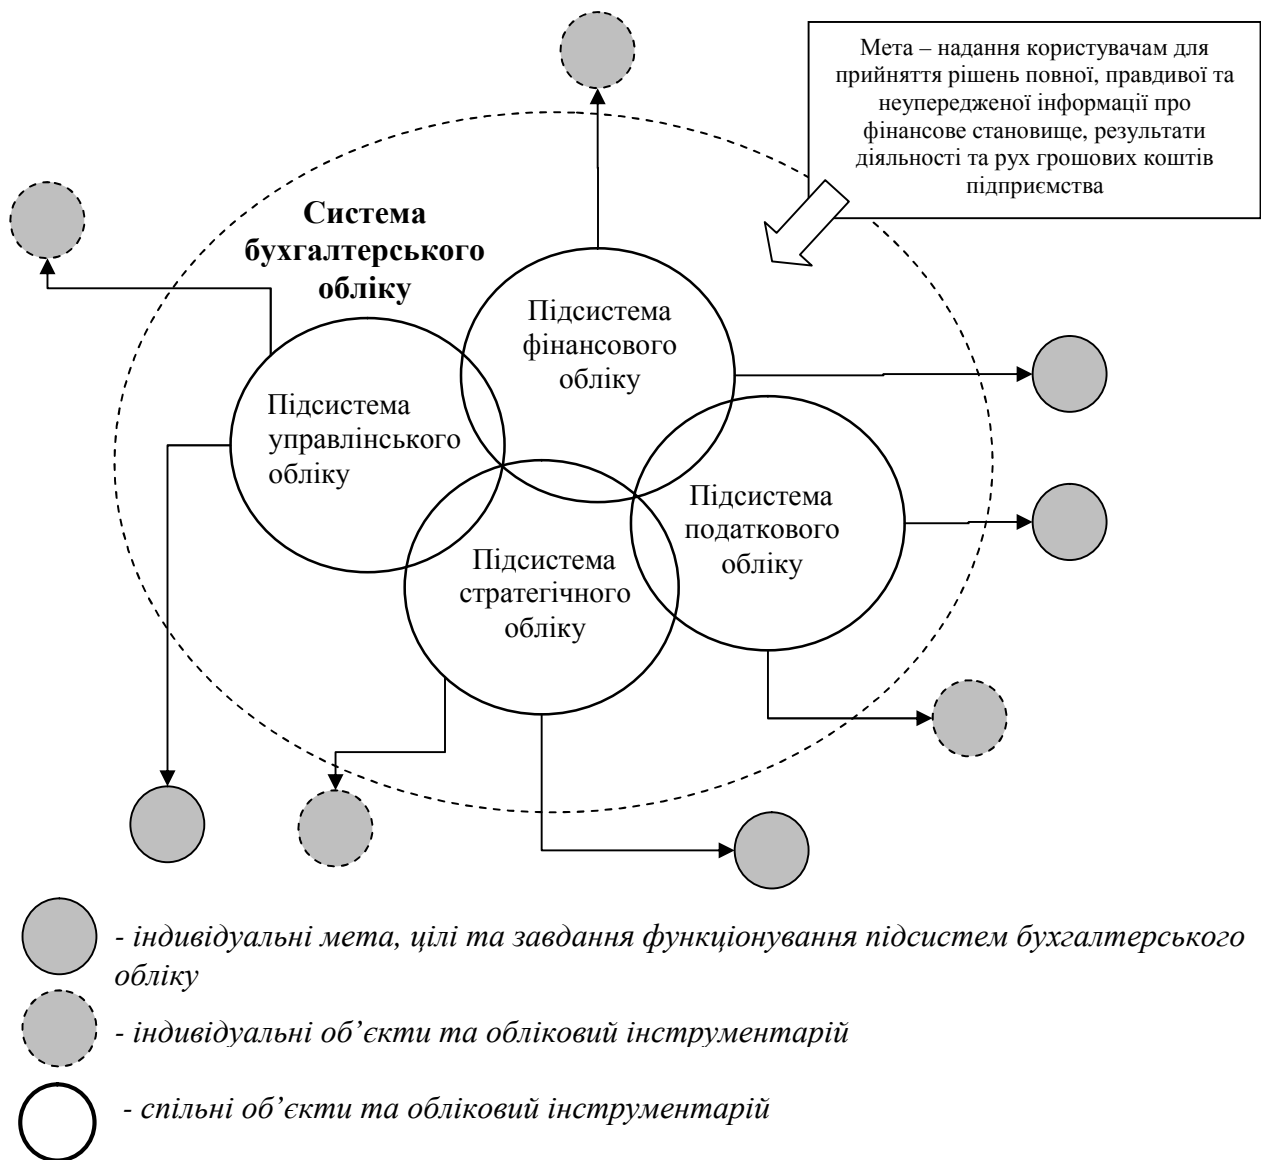 Мета – надання користувачам для
прийняття рішень повної, правдивої та
неупередженої інформації про
фінансове становище, результати
діяльності та рух грошових коштів
підприємства
Система
бухгалтерського
обліку
Підсистема
фінансового
обліку
Підсистема
управлінського
обліку
Підсистема
податкового
обліку
Підсистема
стратегічного
обліку
- індивідуальні мета, цілі та завдання функціонування підсистем бухгалтерського
обліку
- індивідуальні об’єкти та обліковий інструментарій
- спільні об’єкти та обліковий інструментарій